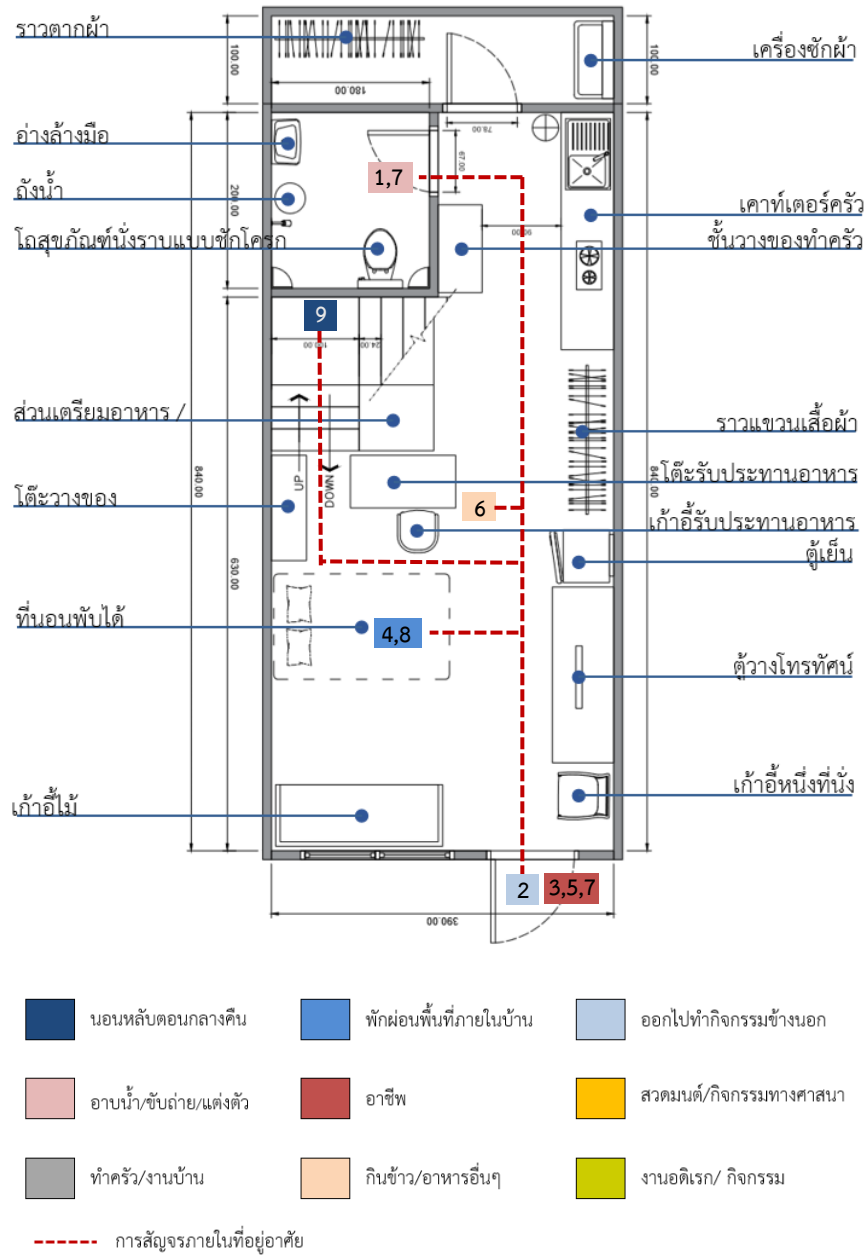 ราวตากผ้า
เครื่องซักผ้า
100.00
100.00
180.00
78.00
อ่างล้างมือ
67.00
1,7
ถังน้ำ
200.00
เคาท์เตอร์ครัว
โถสุขภัณฑ์นั่งราบแบบชักโครก
90.00
ชั้นวางของทำครัว
9
100.00
24.00
ส่วนเตรียมอาหาร /
ราวแขวนเสื้อผ้า
840.00
840.00
UP
DOWN
โต๊ะรับประทานอาหาร
โต๊ะวางของ
6
เก้าอี้รับประทานอาหาร
ตู้เย็น
630.00
ที่นอนพับได้
4,8
ตู้วางโทรทัศน์
เก้าอี้ไม้
เก้าอี้หนึ่งที่นั่ง
2
3,5,7
390.00
นอนหลับตอนกลางคืน
พักผ่อนพื้นที่ภายในบ้าน
ออกไปทำกิจกรรมข้างนอก
อาบน้ำ/ขับถ่าย/แต่งตัว
อาชีพ
สวดมนต์/กิจกรรมทางศาสนา
ทำครัว/งานบ้าน
กินข้าว/อาหารอื่นๆ
งานอดิเรก/ กิจกรรม
การสัญจรภายในที่อยู่อาศัย